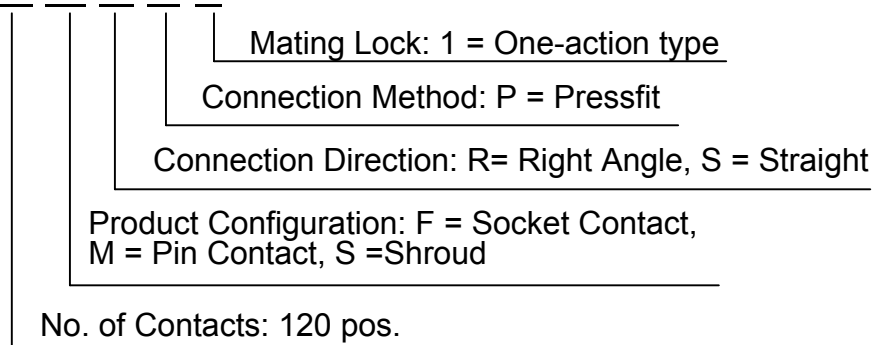 Mating Lock: 1 = One-action type
Connection Method: P = Pressfit
Connection Direction: R= Right Angle, S = Straight
Product Configuration: F = Socket Contact,
M = Pin Contact, S =Shroud
No. of Contacts: 120 pos.